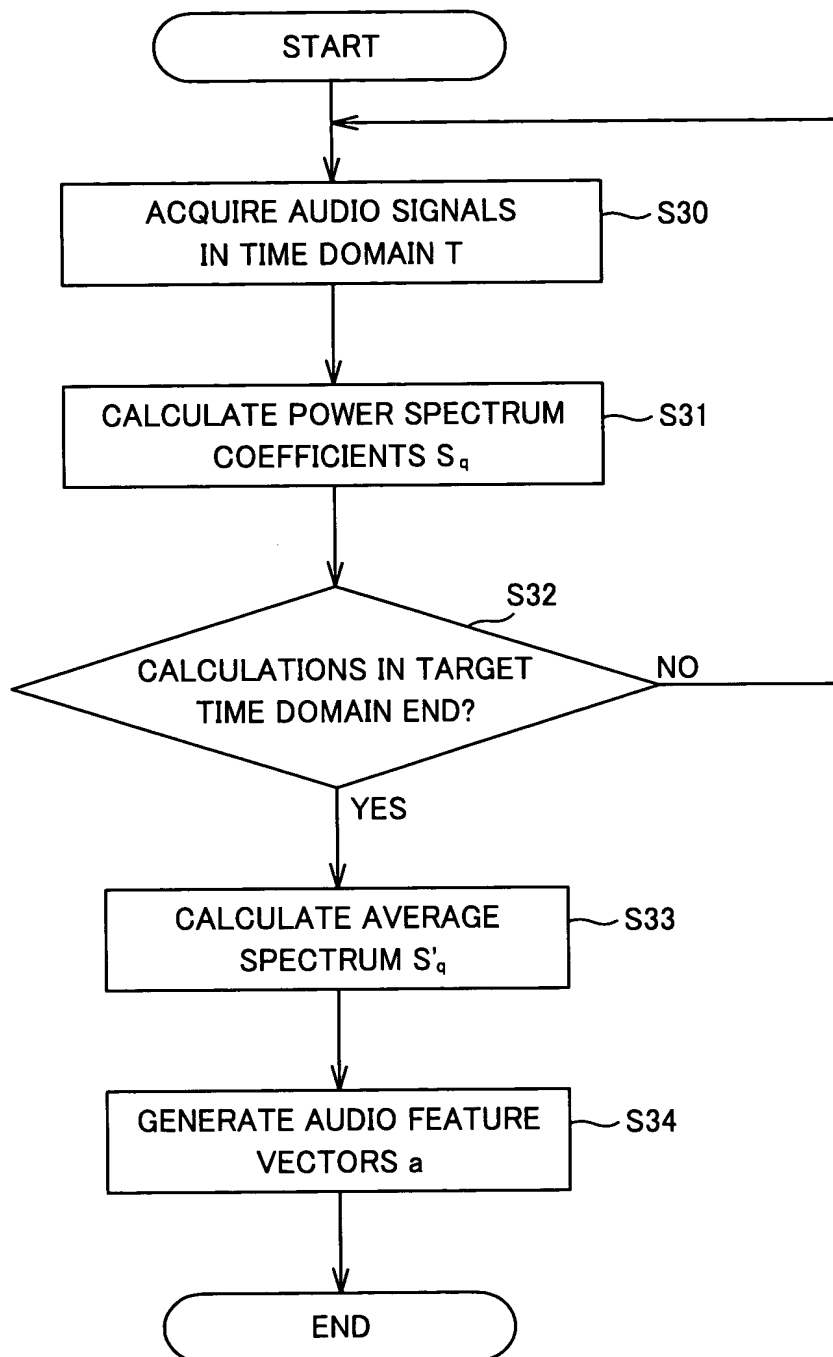 START
ACQUIRE AUDIO SIGNALS
IN TIME DOMAIN T
S30
CALCULATE POWER SPECTRUM
COEFFICIENTS Sq
S31
S32
CALCULATIONS IN TARGET
TIME DOMAIN END?
NO
YES
CALCULATE AVERAGE
SPECTRUM S'q
S33
GENERATE AUDIO FEATURE
VECTORS a
S34
END